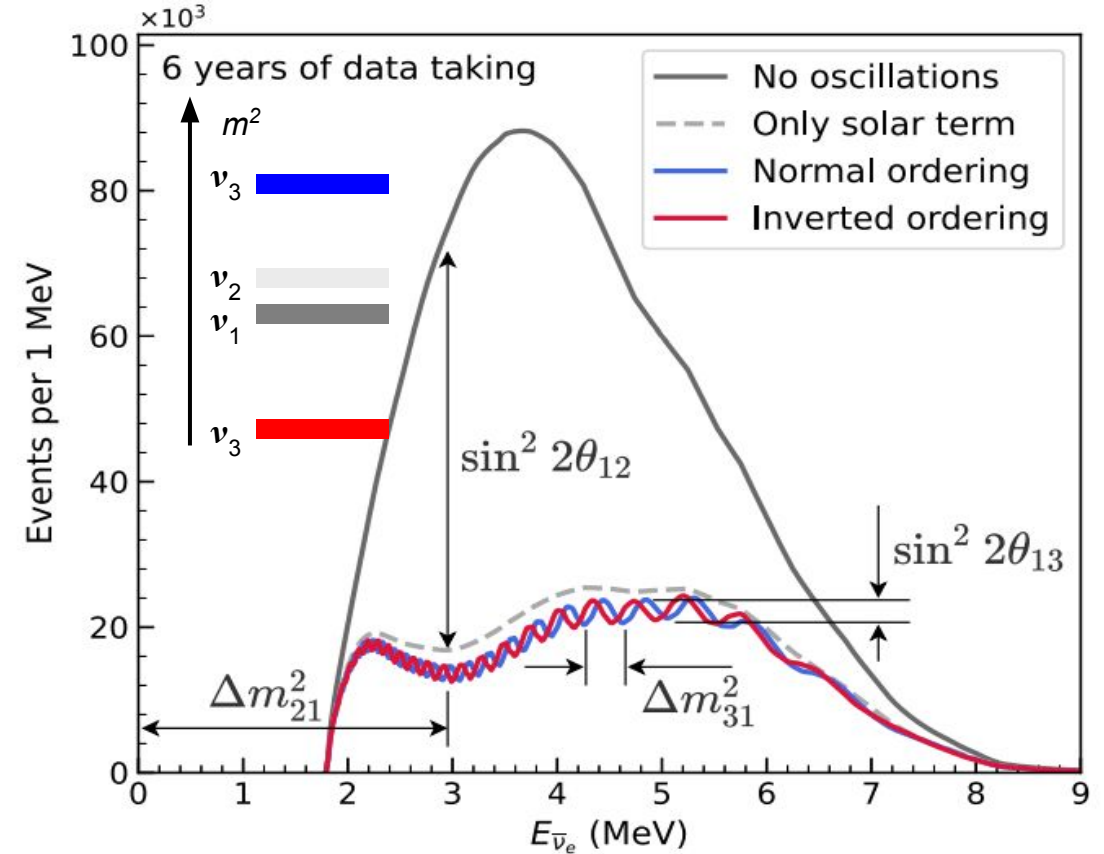 ×10³
100
80
60
40
20
0
Events per 1 MeV
6 years of data taking
m²
ν₃
ν₂
ν₁
ν₃
No oscillations
Only solar term
Normal ordering
Inverted ordering
sin² 2θ₁₂
sin² 2θ₁₃
Δm²₂₁
Δm²₃₁
0 1 2 3 4 5 6 7 8 9
E_ν̅ₑ (MeV)